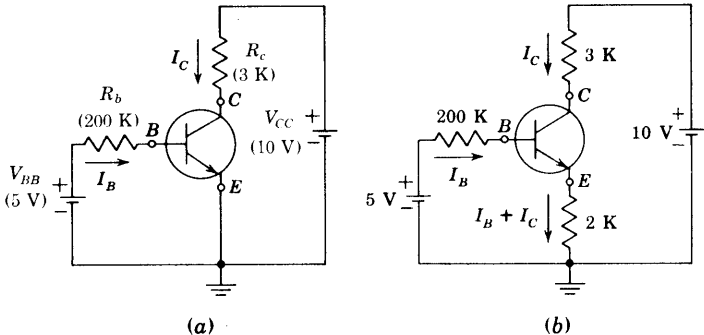 I_C
R_c
(3 K)
R_b
(200 K)
B
C
V_CC
(10 V)
+
−
V_BB
(5 V)
+
−
I_B
E
(a)
I_C
3 K
C
200 K
B
10 V
+
−
I_B
E
5 V
+
−
I_B + I_C
2 K
(b)